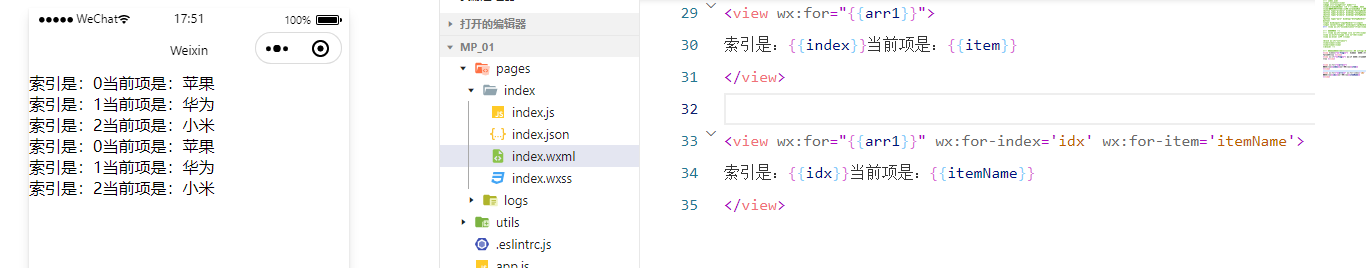 WeChat 17:51 100%
Weixin
索引是：0当前项是：苹果
索引是：1当前项是：华为
索引是：2当前项是：小米
索引是：0当前项是：苹果
索引是：1当前项是：华为
索引是：2当前项是：小米
打开的编辑器
MP_01
pages
index
index.js
index.json
index.wxml
index.wxss
logs
utils
.eslintrc.js
app.js
29 <view wx:for="{{arr1}}">
30 索引是：{{index}}当前项是：{{item}}
31 </view>
32
33 <view wx:for="{{arr1}}" wx:for-index='idx' wx:for-item='itemName'>
34 索引是：{{idx}}当前项是：{{itemName}}
35 </view>